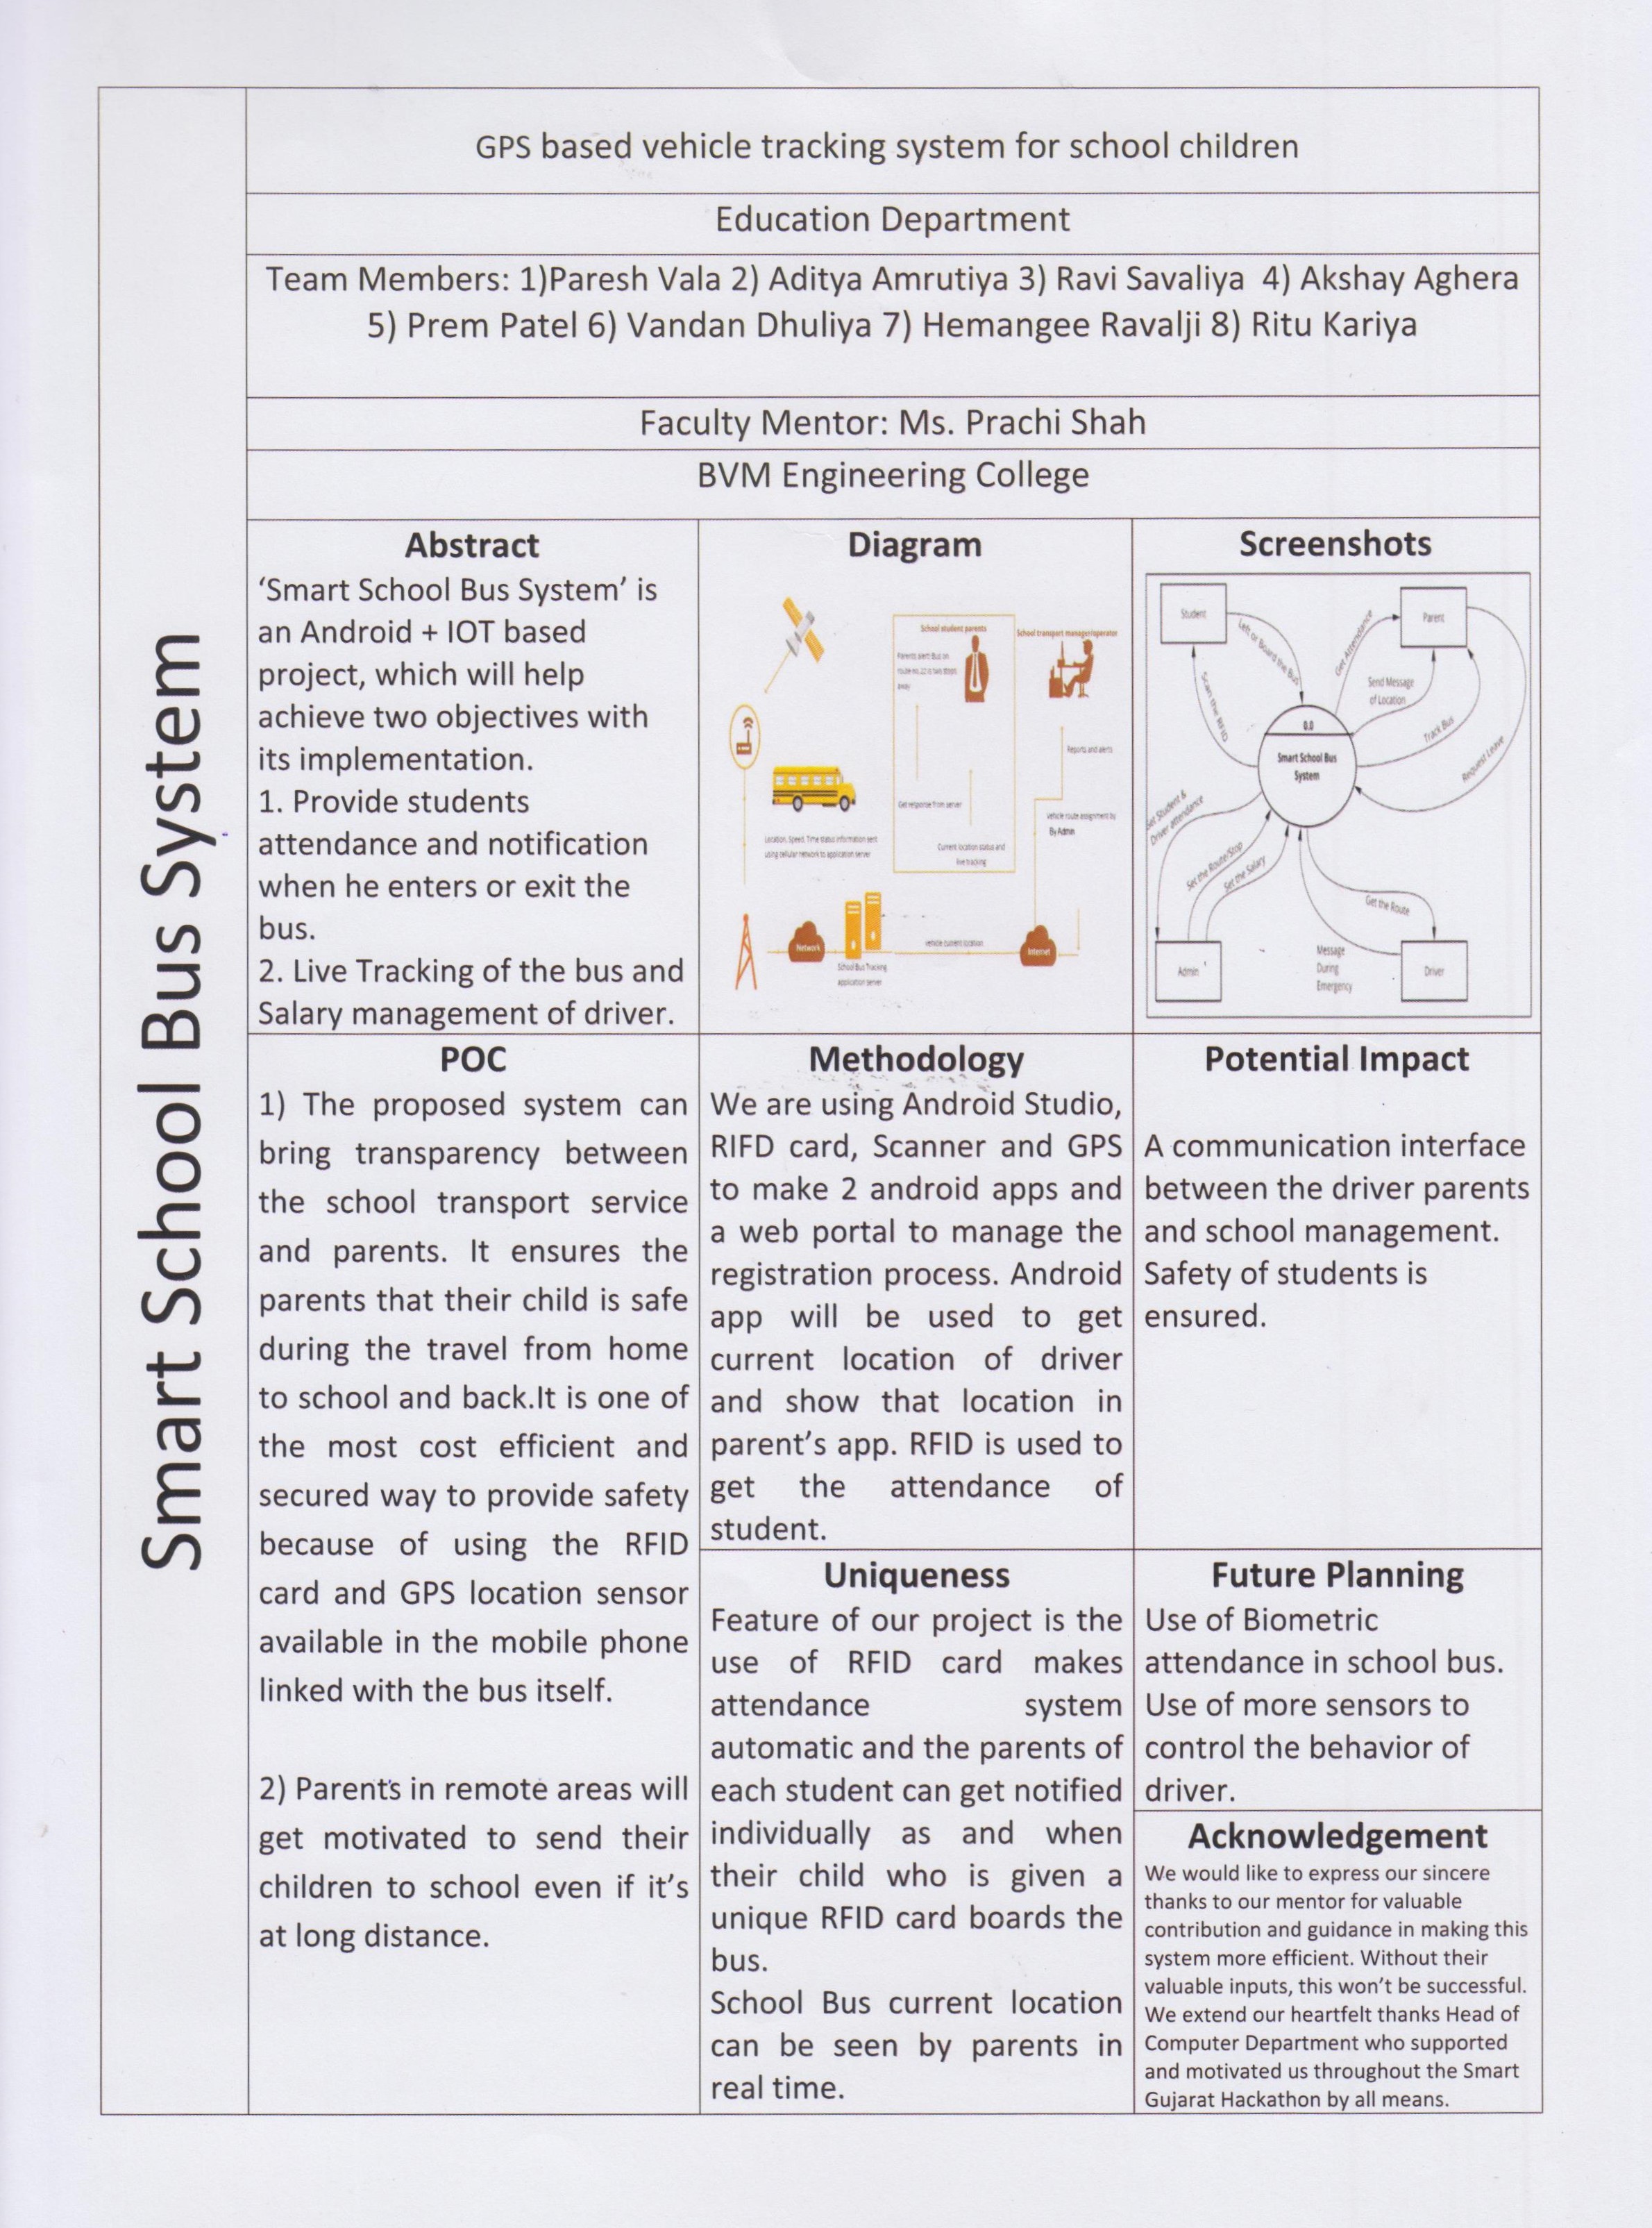 Smart School Bus System
GPS based vehicle tracking system for school children
Education Department
Team Members: 1)Paresh Vala 2) Aditya Amrutiya 3) Ravi Savaliya 4) Akshay Aghera
5) Prem Patel 6) Vandan Dhuliya 7) Hemangee Ravalji 8) Ritu Kariya
Faculty Mentor: Ms. Prachi Shah
BVM Engineering College
Abstract
‘Smart School Bus System’ is
an Android + IOT based
project, which will help
achieve two objectives with
its implementation.
1. Provide students
attendance and notification
when he enters or exit the
bus.
2. Live Tracking of the bus and
Salary management of driver.
Diagram
School student parents
School transport manager/operator
Parents alert Bus on
route no. 22 is two stops
away
Reports and alerts
Get response from server
Vehicle route assignment by
By Admin
Location, Speed, Time status information sent
using cellular network to application server
Current location status and
live tracking
Network
vehicle current location
Internet
School Bus Tracking
application server
Screenshots
Student
Parent
Left or Board the Bus
Get Attendance
Scan the RFID
Send Message
of Location
0.0
Smart School Bus
System
Track Bus
Request Leave
Get Student &
Driver attendance
Set the Route/Stop
Set the Salary
Get the Route
Admin
Message
During
Emergency
Driver
POC
1) The proposed system can
bring transparency between
the school transport service
and parents. It ensures the
parents that their child is safe
during the travel from home
to school and back.It is one of
the most cost efficient and
secured way to provide safety
because of using the RFID
card and GPS location sensor
available in the mobile phone
linked with the bus itself.
2) Parents in remote areas will
get motivated to send their
children to school even if it’s
at long distance.
Methodology
We are using Android Studio,
RIFD card, Scanner and GPS
to make 2 android apps and
a web portal to manage the
registration process. Android
app will be used to get
current location of driver
and show that location in
parent’s app. RFID is used to
get the attendance of
student.
Uniqueness
Feature of our project is the
use of RFID card makes
attendance system
automatic and the parents of
each student can get notified
individually as and when
their child who is given a
unique RFID card boards the
bus.
School Bus current location
can be seen by parents in
real time.
Potential Impact
A communication interface
between the driver parents
and school management.
Safety of students is
ensured.
Future Planning
Use of Biometric
attendance in school bus.
Use of more sensors to
control the behavior of
driver.
Acknowledgement
We would like to express our sincere
thanks to our mentor for valuable
contribution and guidance in making this
system more efficient. Without their
valuable inputs, this won’t be successful.
We extend our heartfelt thanks Head of
Computer Department who supported
and motivated us throughout the Smart
Gujarat Hackathon by all means.